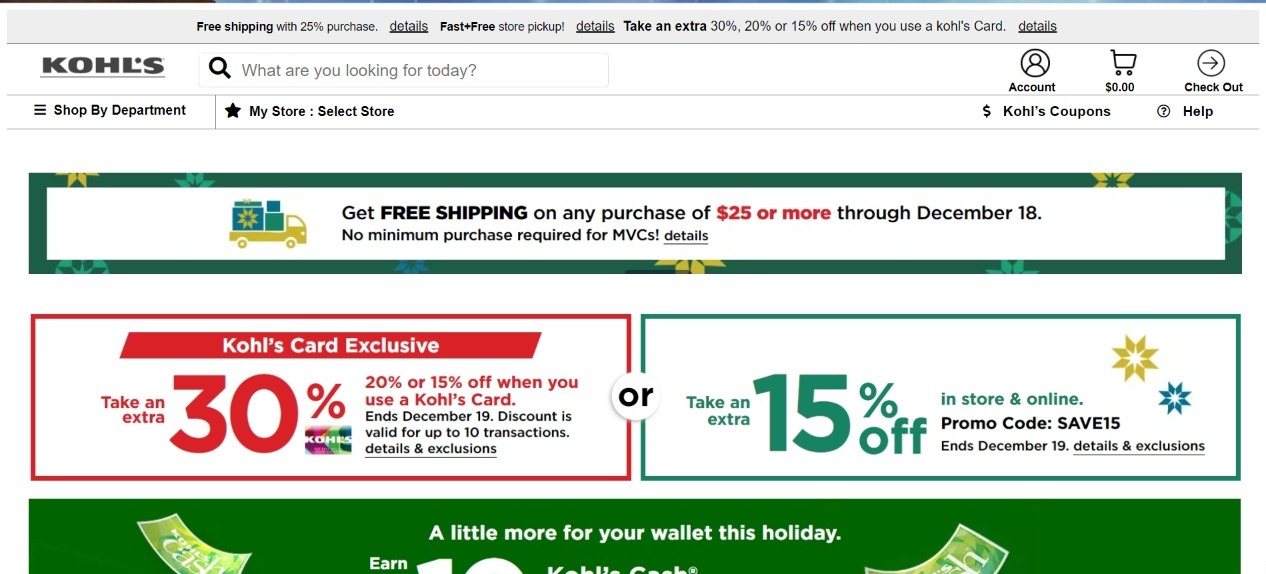 Free shipping with 25% purchase. details Fast+Free store pickup! details Take an extra 30%, 20% or 15% off when you use a kohl's Card. details
KOHL'S
What are you looking for today?
Account
$0.00
Check Out
Shop By Department
My Store : Select Store
$ Kohl's Coupons
? Help
Get FREE SHIPPING on any purchase of $25 or more through December 18.
No minimum purchase required for MVCs! details
Kohl's Card Exclusive
Take an
extra
30%
KOHL'S
20% or 15% off when you
use a Kohl's Card.
Ends December 19. Discount is
valid for up to 10 transactions.
details & exclusions
or
Take an
extra
15%
off
in store & online.
Promo Code: SAVE15
Ends December 19. details & exclusions
A little more for your wallet this holiday.
Earn
Kohl's Cash®